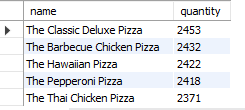 name quantity
The Classic Deluxe Pizza 2453
The Barbecue Chicken Pizza 2432
The Hawaiian Pizza 2422
The Pepperoni Pizza 2418
The Thai Chicken Pizza 2371